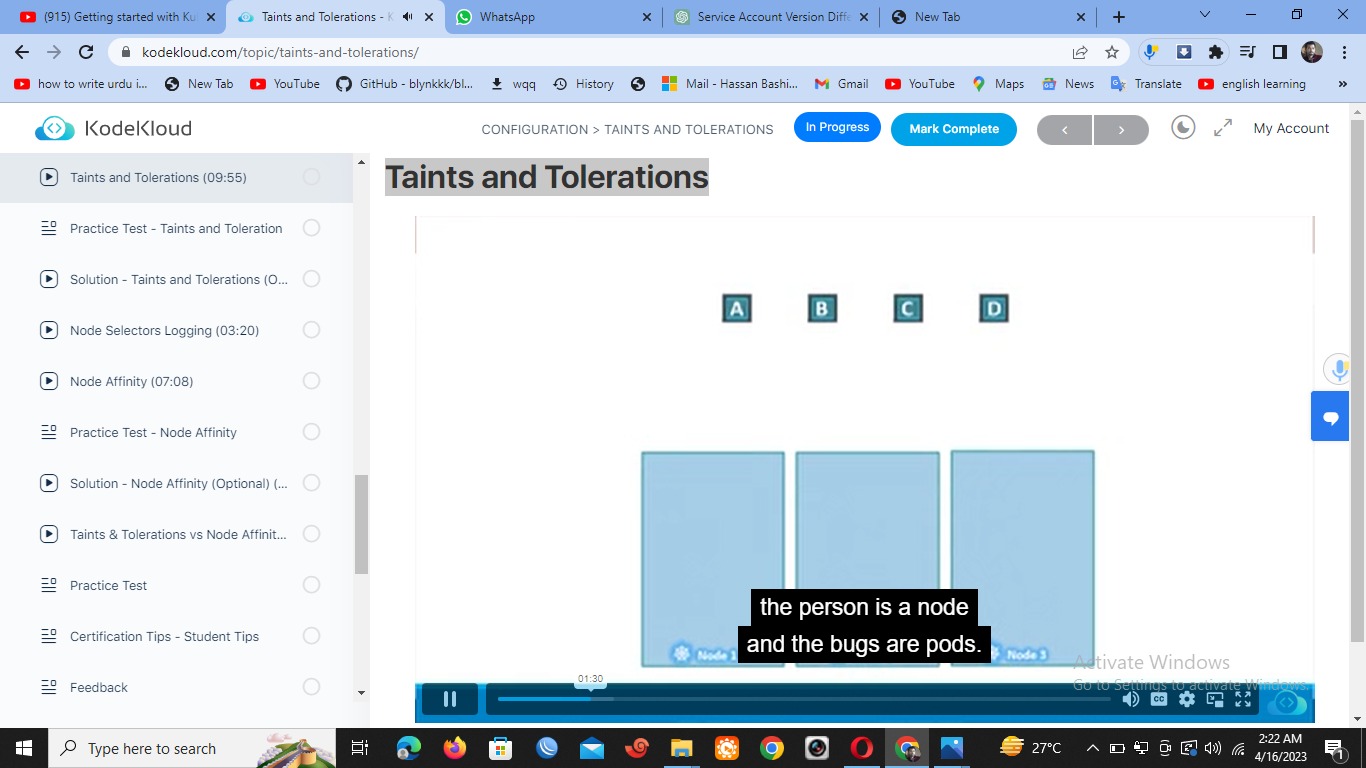 (915) Getting started with Ku
Taints and Tolerations - K
WhatsApp
Service Account Version Diffe
New Tab
kodekloud.com/topic/taints-and-tolerations/
how to write urdu i...
New Tab
YouTube
GitHub - blynkkk/bl...
wqq
History
Mail - Hassan Bashi...
Gmail
YouTube
Maps
News
Translate
english learning
»
KodeKloud
CONFIGURATION > TAINTS AND TOLERATIONS
In Progress
Mark Complete
My Account
Taints and Tolerations (09:55)
Practice Test - Taints and Toleration
Solution - Taints and Tolerations (O...
Node Selectors Logging (03:20)
Node Affinity (07:08)
Practice Test - Node Affinity
Solution - Node Affinity (Optional) (...
Taints & Tolerations vs Node Affinit...
Practice Test
Certification Tips - Student Tips
Feedback
Taints and Tolerations
A B C D
the person is a node
and the bugs are pods.
Node 1
Node 3
01:30
CC
Activate Windows
Go to Settings to activate Windows.
Type here to search
27°C
2:22 AM
4/16/2023
1